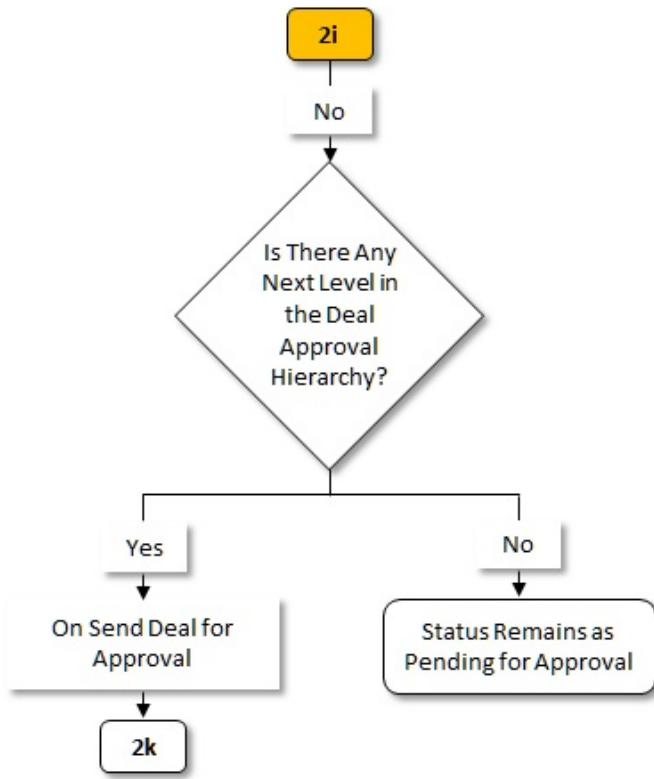 2i
No
Is There Any
Next Level in
the Deal
Approval
Hierarchy?
Yes
No
On Send Deal for
Approval
Status Remains as
Pending for Approval
2k